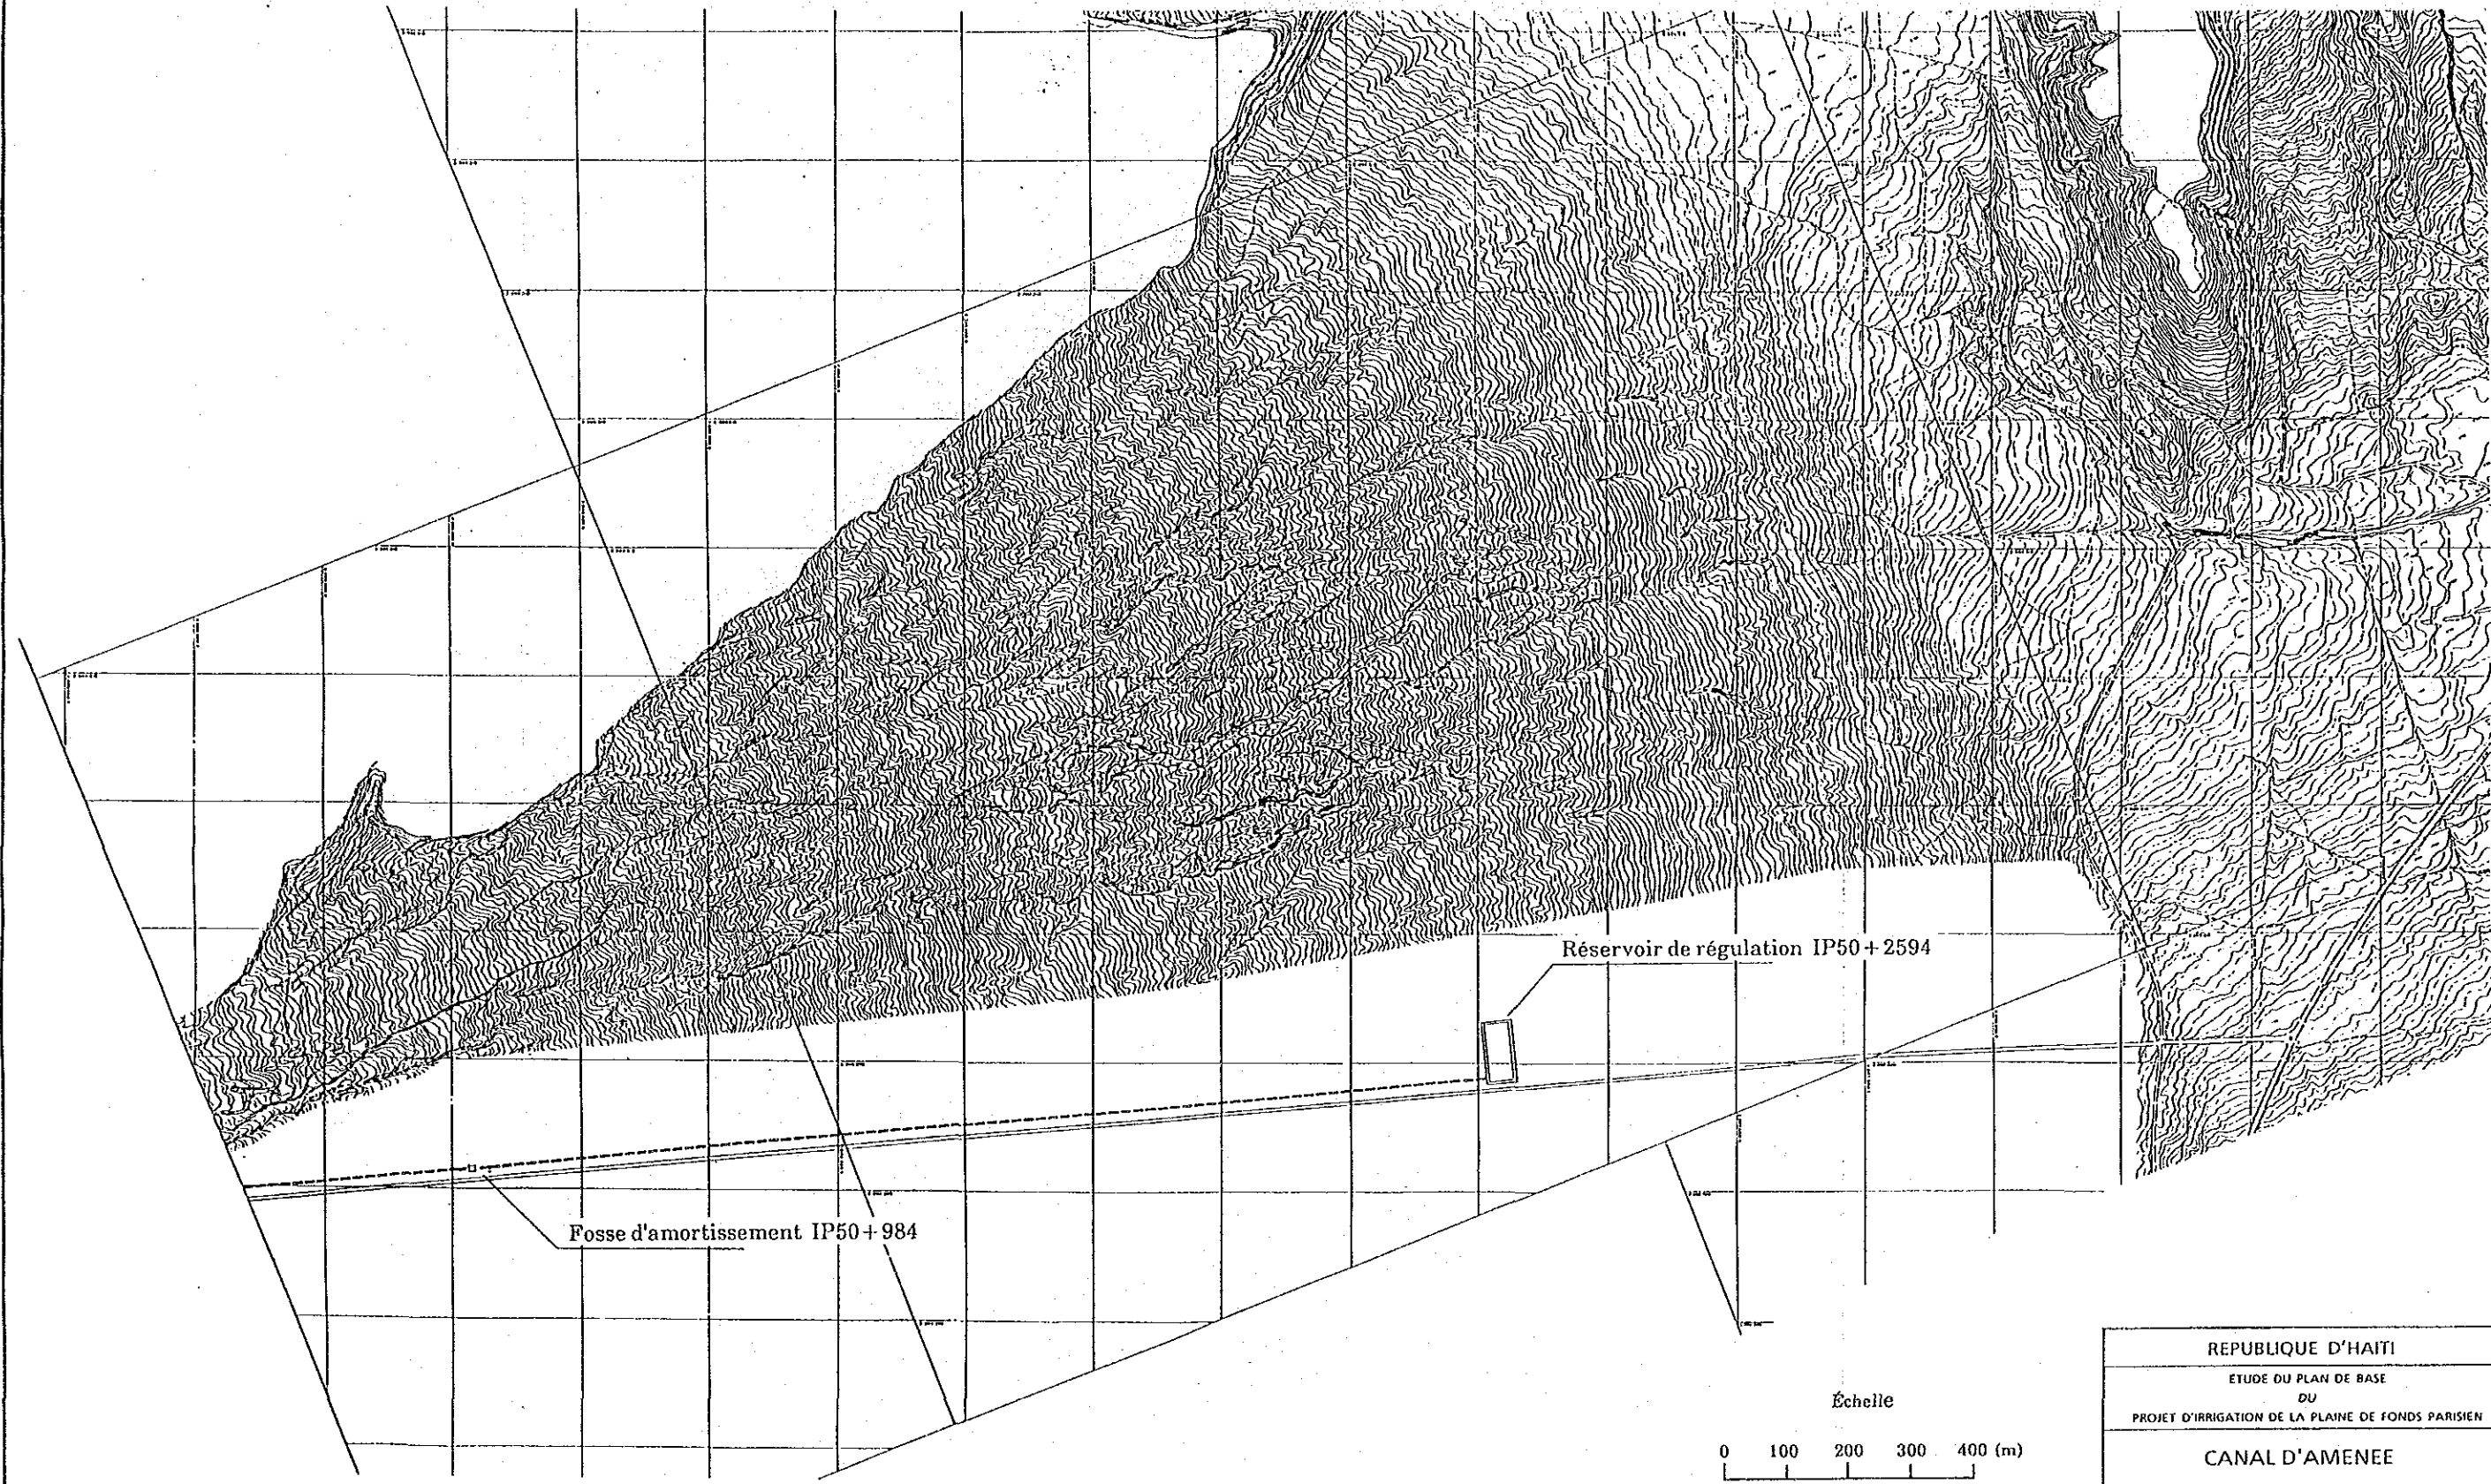 Réservoir de régulation IP50+2594
Fosse d'amortissement IP50+984
Échelle
0 100 200 300 400 (m)
REPUBLIQUE D'HAITI
ETUDE DU PLAN DE BASE
DU
PROJET D'IRRIGATION DE LA PLAINE DE FONDS PARISIEN
CANAL D'AMENEE